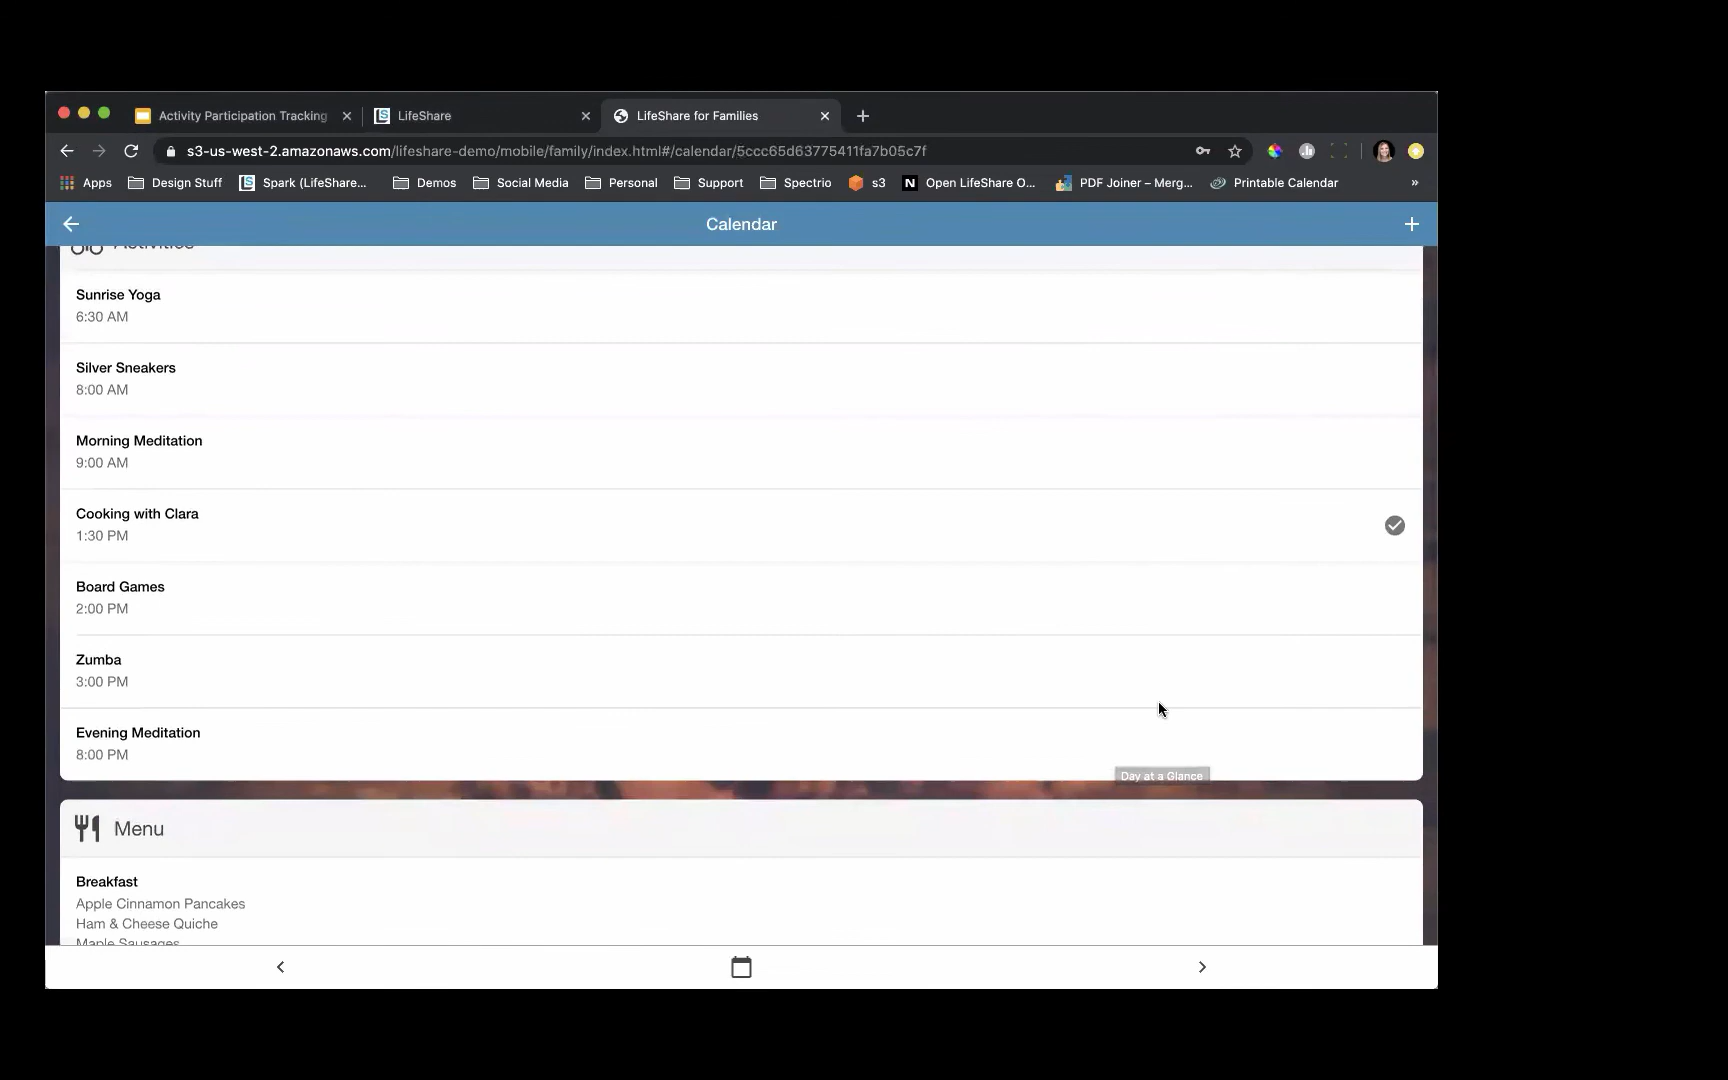 Activity Participation Tracking
LifeShare
LifeShare for Families
s3-us-west-2.amazonaws.com/lifeshare-demo/mobile/family/index.html#/calendar/5ccc65d63775411fa7b05c7f
Apps
Design Stuff
Spark (LifeShare...
Demos
Social Media
Personal
Support
Spectrio
s3
Open LifeShare O...
PDF Joiner – Merg...
Printable Calendar
»
Calendar
Activities
Sunrise Yoga
6:30 AM
Silver Sneakers
8:00 AM
Morning Meditation
9:00 AM
Cooking with Clara
1:30 PM
Board Games
2:00 PM
Zumba
3:00 PM
Evening Meditation
8:00 PM
Day at a Glance
Menu
Breakfast
Apple Cinnamon Pancakes
Ham & Cheese Quiche
Maple Sausages